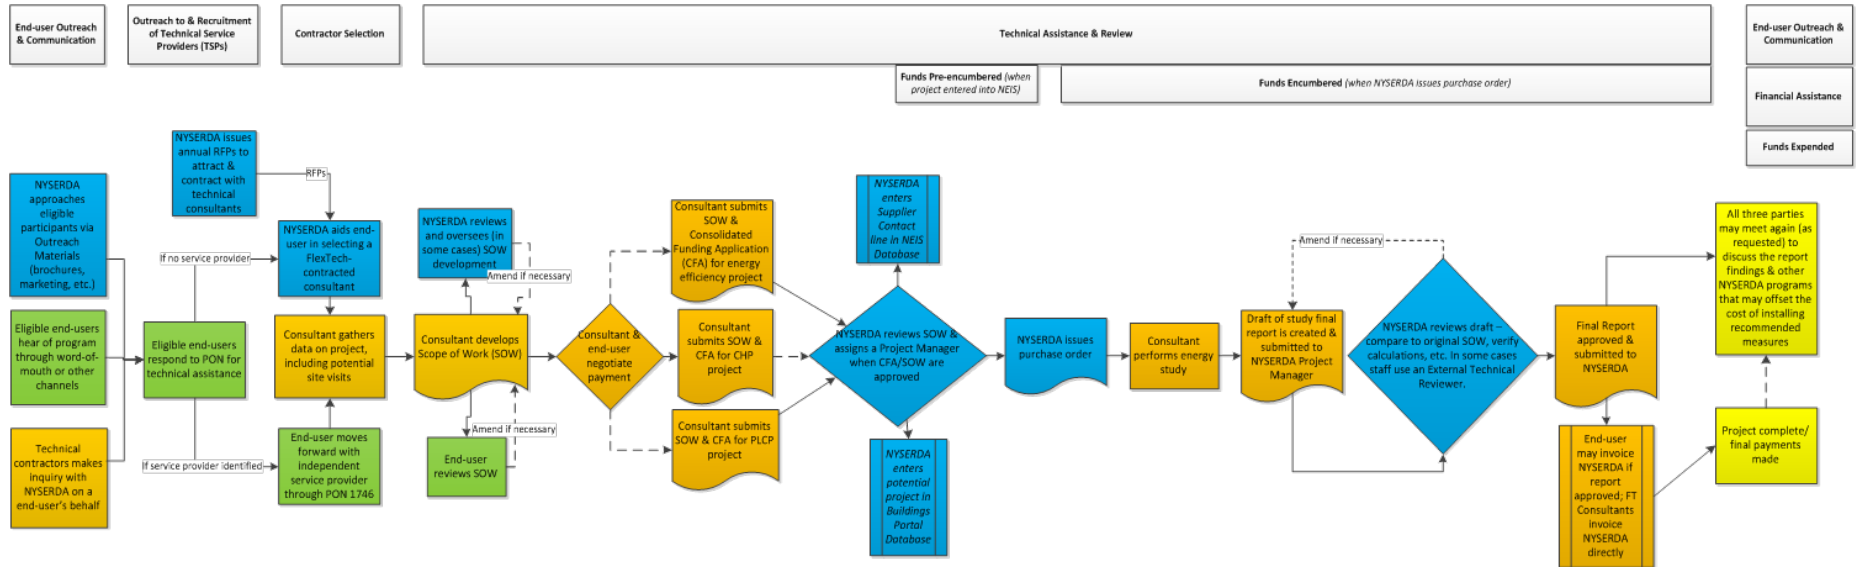 End-user Outreach
& Communication
Outreach to & Recruitment
of Technical Service
Providers (TSPs)
Contractor Selection
Technical Assistance & Review
End-user Outreach &
Communication
Funds Pre-encumbered (when
project entered into NEIS)
Funds Encumbered (when NYSERDA issues purchase order)
Financial Assistance
Funds Expended
NYSERDA
approaches
eligible
participants via
Outreach
Materials
(brochures,
marketing, etc.)
Eligible end-users
hear of program
through word-of-
mouth or other
channels
Technical
contractors makes
inquiry with
NYSERDA on a
end-user's behalf
NYSERDA issues
annual RFPs to
attract &
contract with
technical
consultants
RFPs
If no service provider
Eligible end-users
respond to PON for
technical assistance
If service provider identified
NYSERDA aids end-
user in selecting a
FlexTech-
contracted
consultant
Consultant gathers
data on project,
including potential
site visits
End-user moves
forward with
independent
service provider
through PON 1746
NYSERDA reviews
and oversees (in
some cases) SOW
development
Amend if necessary
Consultant develops
Scope of Work (SOW)
Amend if necessary
End-user
reviews SOW
Consultant &
end-user
negotiate
payment
Consultant submits
SOW &
Consolidated
Funding Application
(CFA) for energy
efficiency project
Consultant
submits SOW &
CFA for CHP
project
Consultant submits
SOW & CFA for PLCP
project
NYSERDA
enters
Supplier
Contact
line in NEIS
Database
NYSERDA reviews SOW &
assigns a Project Manager
when CFA/SOW are
approved
NYSERDA
enters
potential
project in
Buildings
Portal
Database
NYSERDA issues
purchase order
Consultant
performs energy
study
Amend if necessary
Draft of study final
report is created &
submitted to
NYSERDA Project
Manager
NYSERDA reviews draft –
compare to original SOW, verify
calculations, etc. In some cases
staff use an External Technical
Reviewer.
Final Report
approved &
submitted to
NYSERDA
End-user
may invoice
NYSERDA if
report
approved; FT
Consultants
invoice
NYSERDA
directly
All three parties
may meet again (as
requested) to
discuss the report
findings & other
NYSERDA programs
that may offset the
cost of installing
recommended
measures
Project complete/
final payments
made